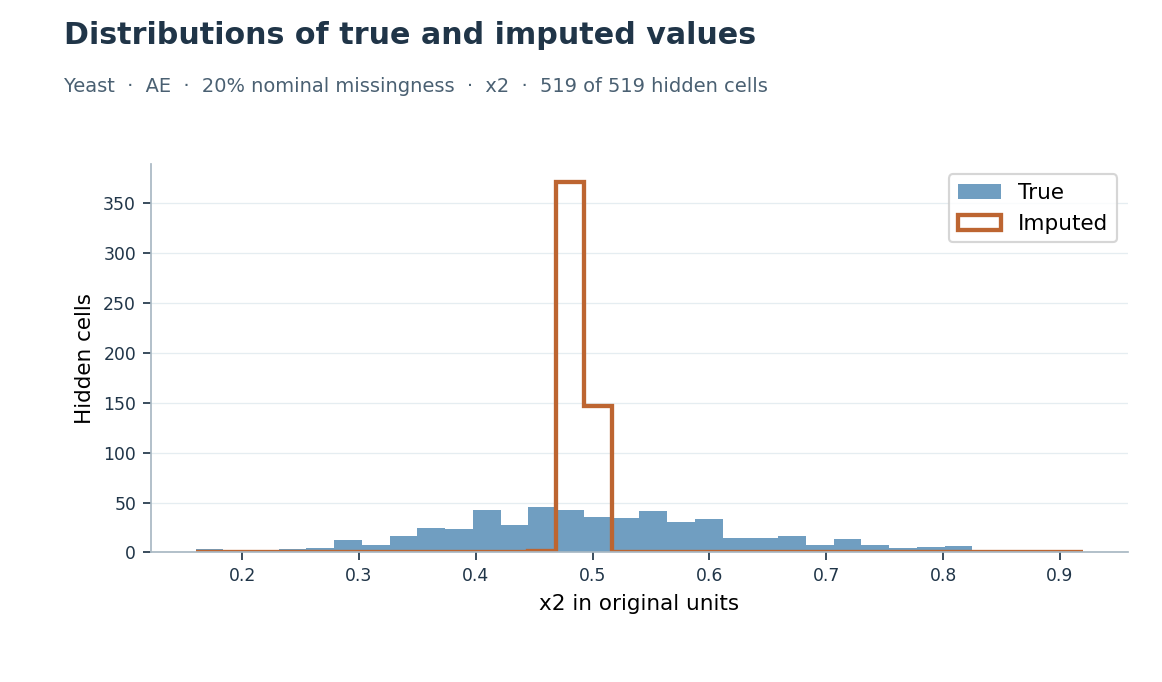 Distributions of true and imputed values
Yeast · AE · 20% nominal missingness · x2 · 519 of 519 hidden cells
True
Imputed
Hidden cells
350
300
250
200
150
100
50
0
0.2 0.3 0.4 0.5 0.6 0.7 0.8 0.9
x2 in original units